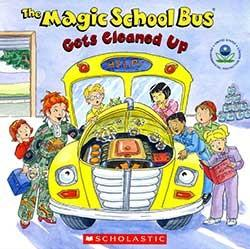 The Magic School Bus
Gets Cleaned Up
SCHOLASTIC